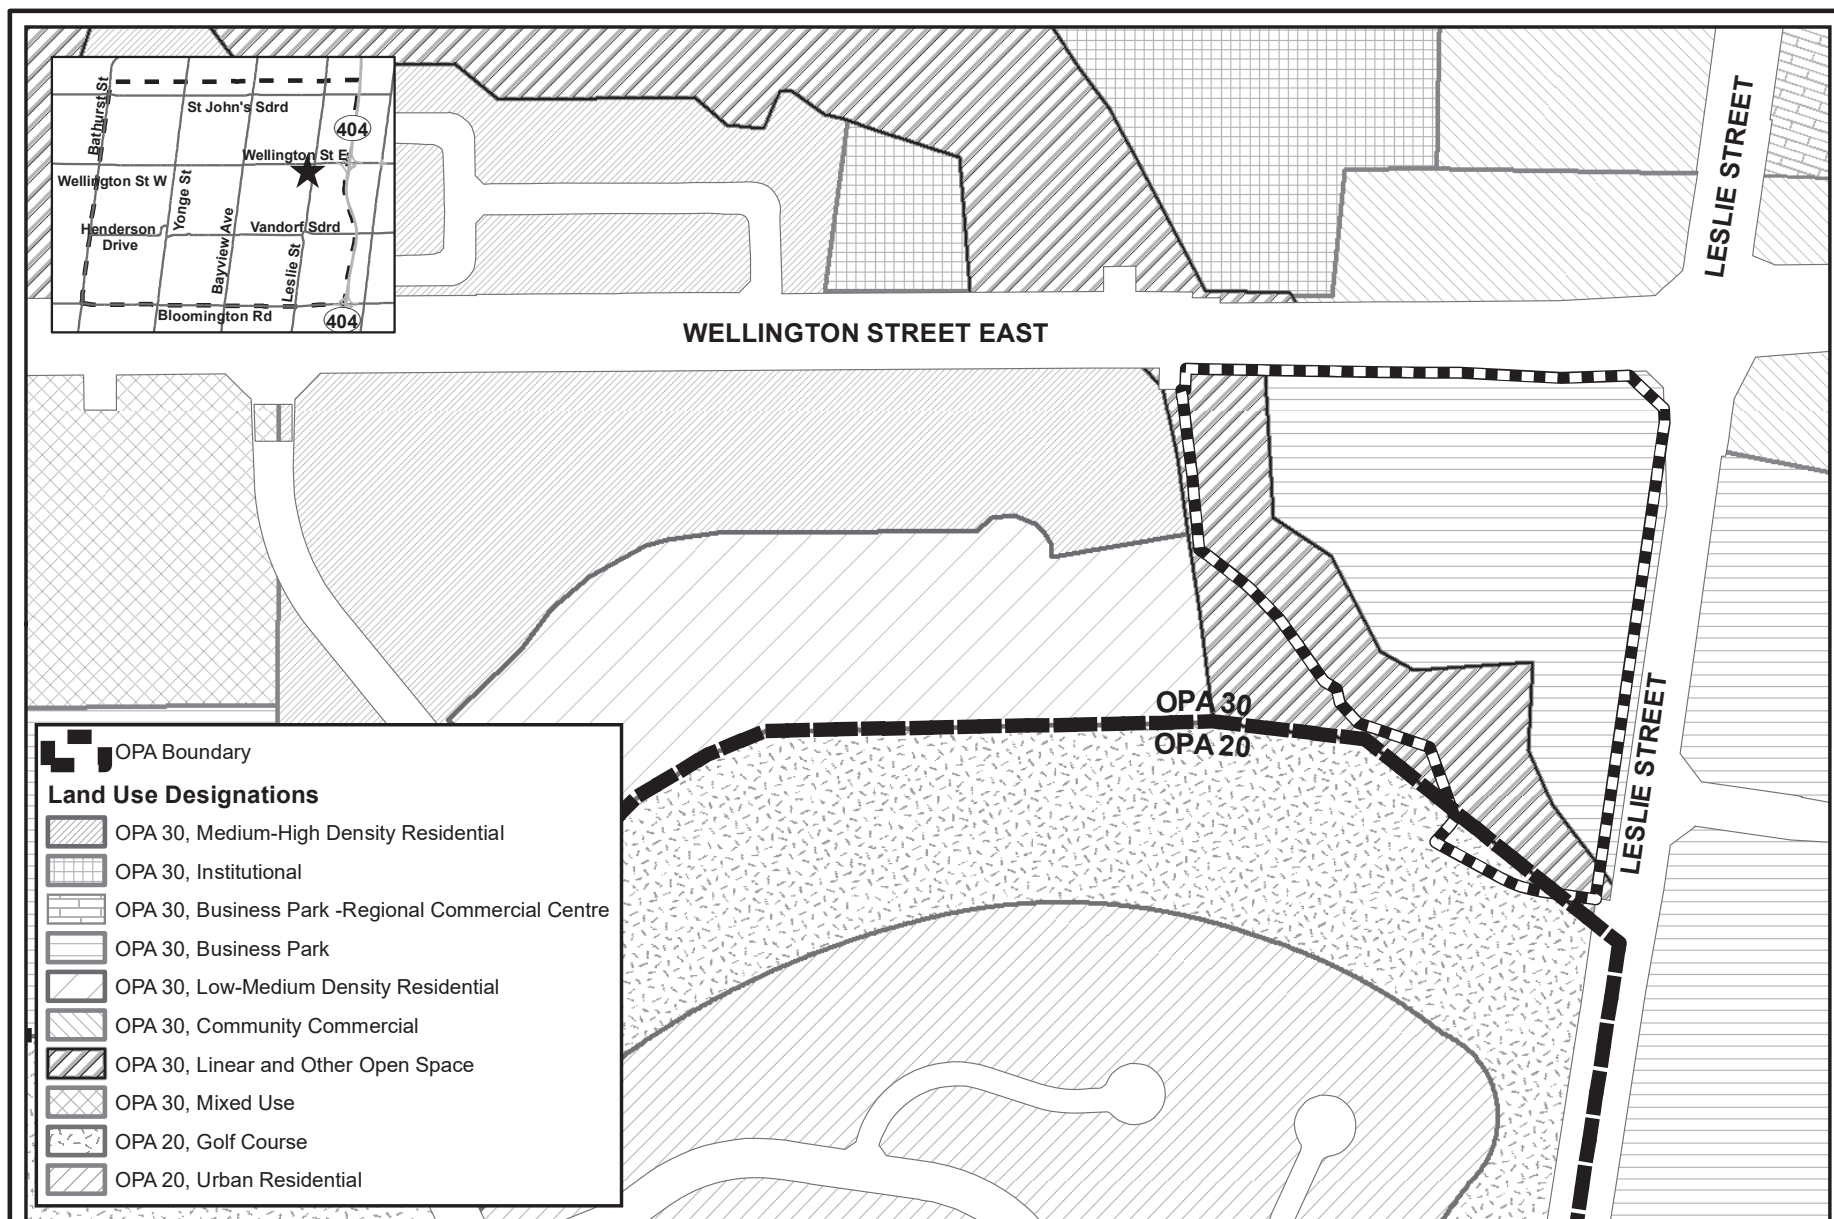 Bathurst St
St John's Sdrd
404
Wellington St E
Wellington St W
Yonge St
Henderson
Drive
Bayview Ave
Vandorf Sdrd
Leslie St
Bloomington Rd
404
LESLIE STREET
WELLINGTON STREET EAST
OPA 30
OPA 20
LESLIE STREET
OPA Boundary
Land Use Designations
OPA 30, Medium-High Density Residential
OPA 30, Institutional
OPA 30, Business Park -Regional Commercial Centre
OPA 30, Business Park
OPA 30, Low-Medium Density Residential
OPA 30, Community Commercial
OPA 30, Linear and Other Open Space
OPA 30, Mixed Use
OPA 20, Golf Course
OPA 20, Urban Residential